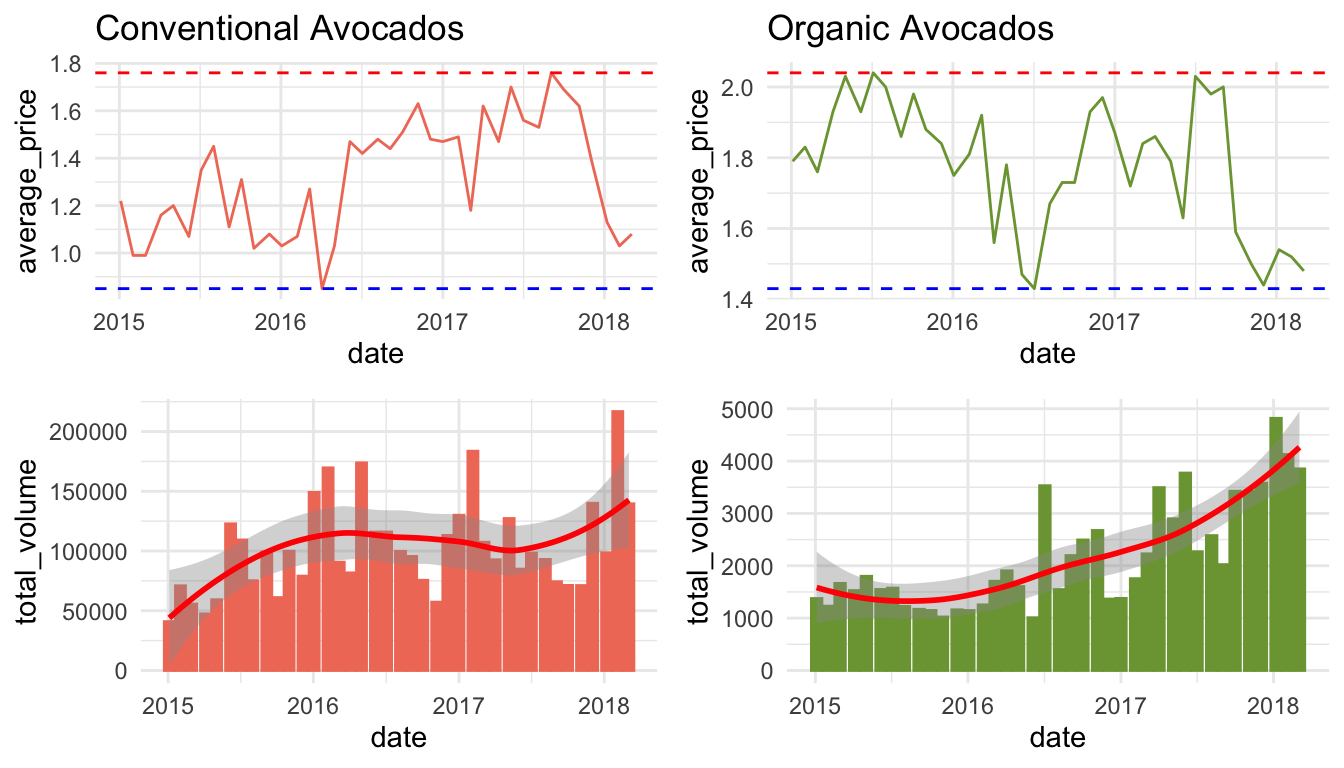 Conventional Avocados
average_price
1.8
1.6
1.4
1.2
1.0
2015 2016 2017 2018
date
Organic Avocados
average_price
2.0
1.8
1.6
1.4
2015 2016 2017 2018
date
total_volume
200000
150000
100000
50000
0
2015 2016 2017 2018
date
total_volume
5000
4000
3000
2000
1000
0
2015 2016 2017 2018
date